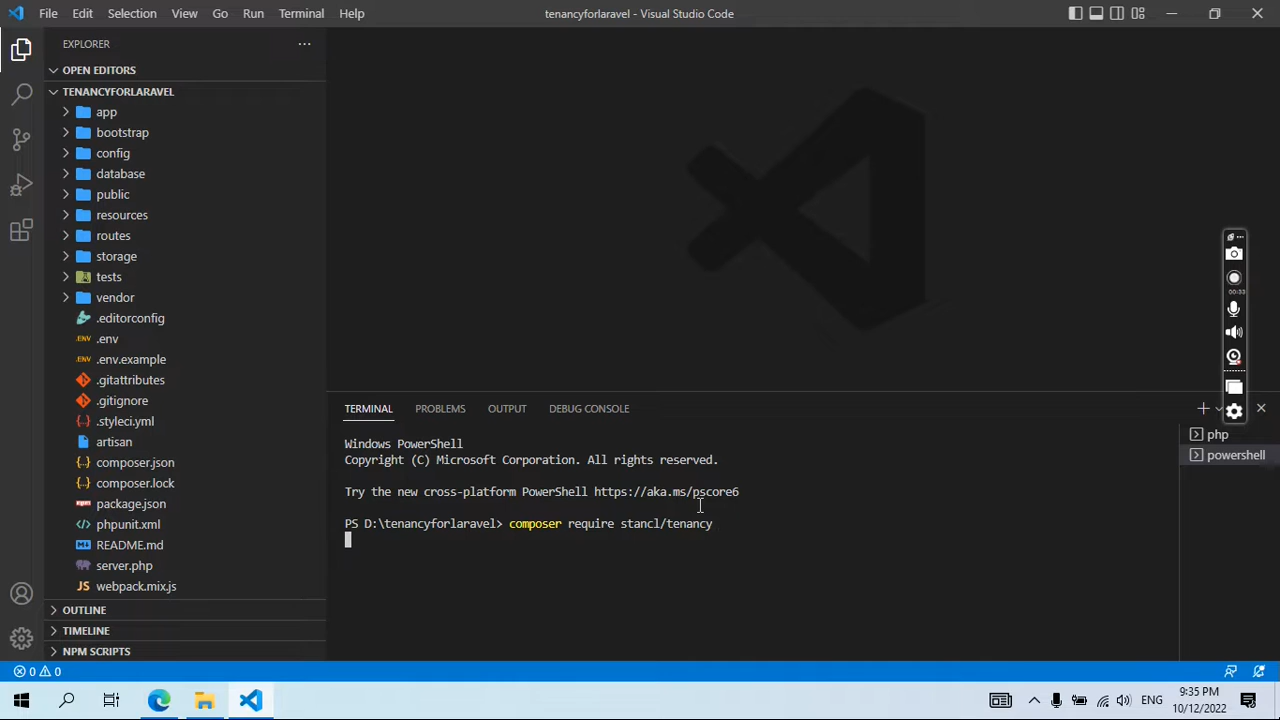 File Edit Selection View Go Run Terminal Help
tenancyforlaravel - Visual Studio Code
EXPLORER
OPEN EDITORS
TENANCYFORLARAVEL
app
bootstrap
config
database
public
resources
routes
storage
tests
vendor
.editorconfig
.env
.env.example
.gitattributes
.gitignore
.styleci.yml
artisan
composer.json
composer.lock
package.json
phpunit.xml
README.md
server.php
webpack.mix.js
OUTLINE
TIMELINE
NPM SCRIPTS
TERMINAL PROBLEMS OUTPUT DEBUG CONSOLE
Windows PowerShell
Copyright (C) Microsoft Corporation. All rights reserved.
Try the new cross-platform PowerShell https://aka.ms/pscore6
PS D:\tenancyforlaravel> composer require stancl/tenancy
php
powershell
00:33
0 0
ENG
9:35 PM
10/12/2022